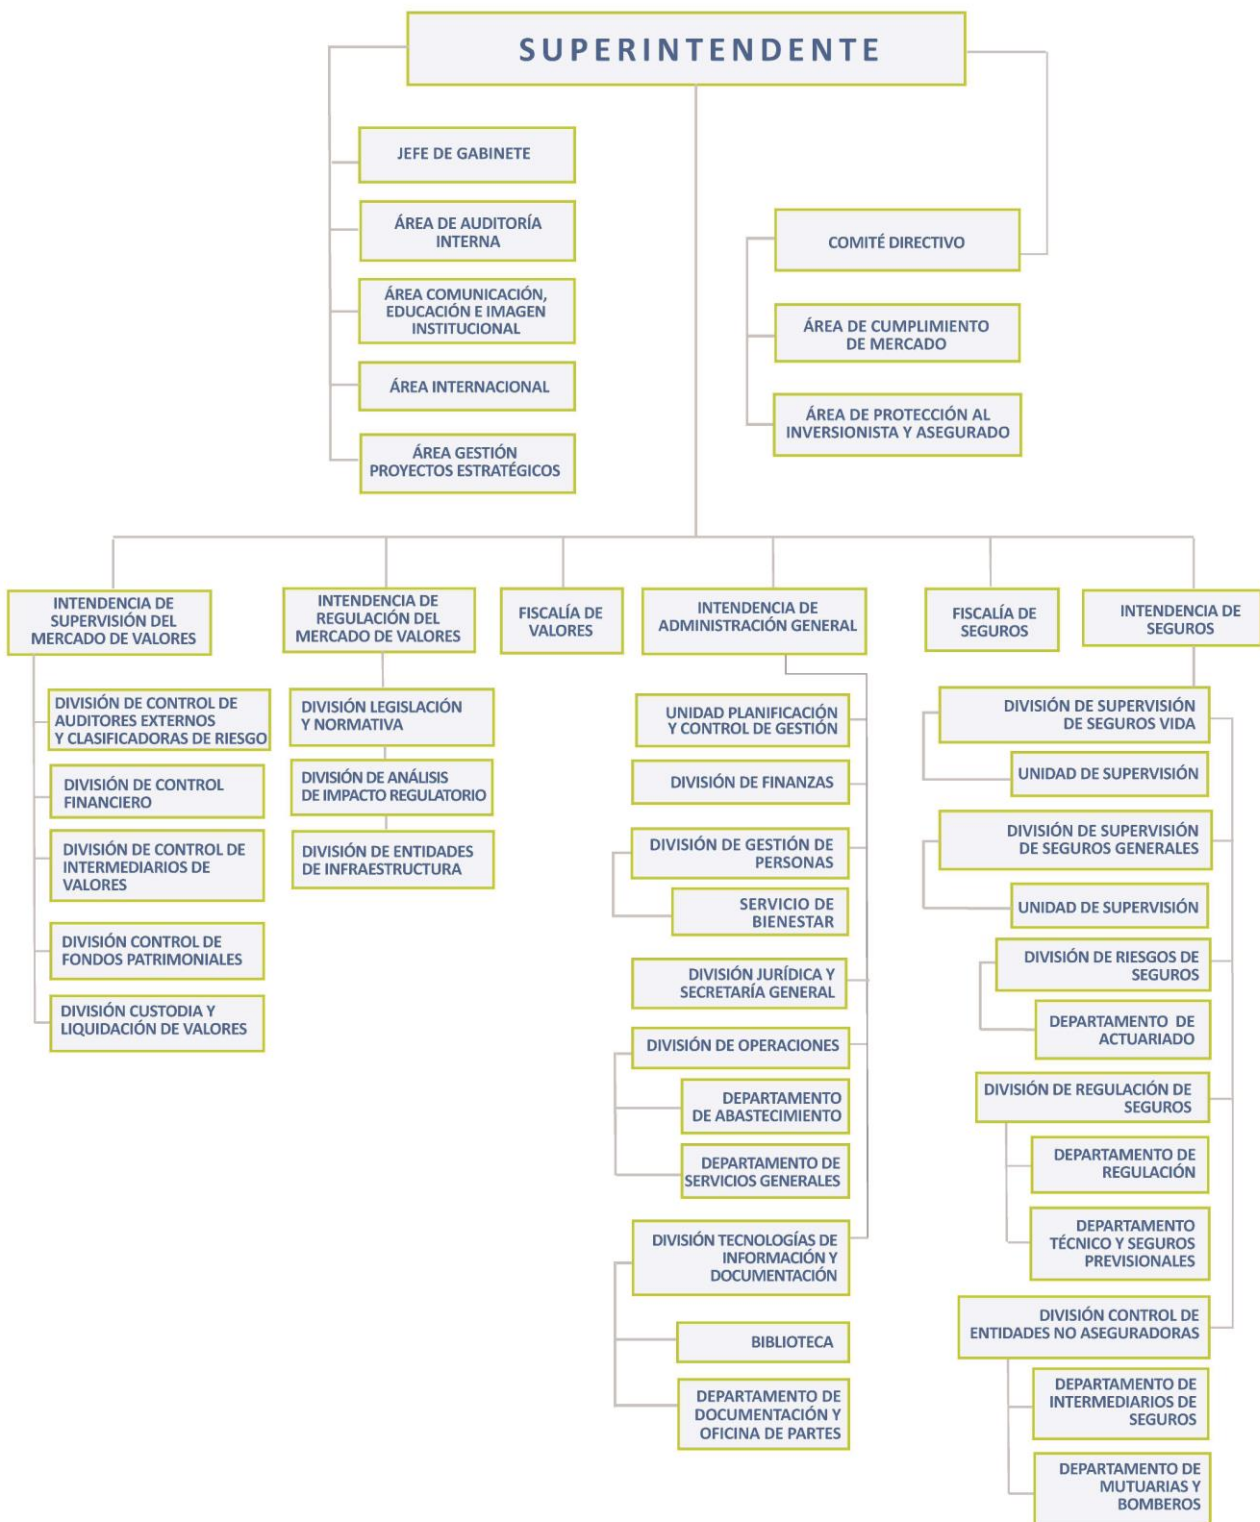 SUPERINTENDENTE
JEFE DE GABINETE
ÁREA DE AUDITORÍA
INTERNA
ÁREA COMUNICACIÓN,
EDUCACIÓN E IMAGEN
INSTITUCIONAL
ÁREA INTERNACIONAL
ÁREA GESTIÓN
PROYECTOS ESTRATÉGICOS
COMITÉ DIRECTIVO
ÁREA DE CUMPLIMIENTO
DE MERCADO
ÁREA DE PROTECCIÓN AL
INVERSIONISTA Y ASEGURADO
INTENDENCIA DE
SUPERVISIÓN DEL
MERCADO DE VALORES
DIVISIÓN DE CONTROL DE
AUDITORES EXTERNOS
Y CLASIFICADORAS DE RIESGO
DIVISIÓN DE CONTROL
FINANCIERO
DIVISIÓN DE CONTROL DE
INTERMEDIARIOS DE
VALORES
DIVISIÓN CONTROL DE
FONDOS PATRIMONIALES
DIVISIÓN CUSTODIA Y
LIQUIDACIÓN DE VALORES
INTENDENCIA DE
REGULACIÓN DEL
MERCADO DE VALORES
DIVISIÓN LEGISLACIÓN
Y NORMATIVA
DIVISIÓN DE ANÁLISIS
DE IMPACTO REGULATORIO
DIVISIÓN DE ENTIDADES
DE INFRAESTRUCTURA
FISCALÍA DE
VALORES
INTENDENCIA DE
ADMINISTRACIÓN GENERAL
UNIDAD PLANIFICACIÓN
Y CONTROL DE GESTIÓN
DIVISIÓN DE FINANZAS
DIVISIÓN DE GESTIÓN DE
PERSONAS
SERVICIO DE
BIENESTAR
DIVISIÓN JURÍDICA Y
SECRETARÍA GENERAL
DIVISIÓN DE OPERACIONES
DEPARTAMENTO
DE ABASTECIMIENTO
DEPARTAMENTO DE
SERVICIOS GENERALES
DIVISIÓN TECNOLOGÍAS DE
INFORMACIÓN Y
DOCUMENTACIÓN
BIBLIOTECA
DEPARTAMENTO DE
DOCUMENTACIÓN Y
OFICINA DE PARTES
FISCALÍA DE
SEGUROS
INTENDENCIA DE
SEGUROS
DIVISIÓN DE SUPERVISIÓN
DE SEGUROS VIDA
UNIDAD DE SUPERVISIÓN
DIVISIÓN DE SUPERVISIÓN
DE SEGUROS GENERALES
UNIDAD DE SUPERVISIÓN
DIVISIÓN DE RIESGOS DE
SEGUROS
DEPARTAMENTO DE
ACTUARIADO
DIVISIÓN DE REGULACIÓN DE
SEGUROS
DEPARTAMENTO DE
REGULACIÓN
DEPARTAMENTO
TÉCNICO Y SEGUROS
PREVISIONALES
DIVISIÓN CONTROL DE
ENTIDADES NO ASEGURADORAS
DEPARTAMENTO DE
INTERMEDIARIOS DE
SEGUROS
DEPARTAMENTO DE
MUTUARIAS Y
BOMBEROS